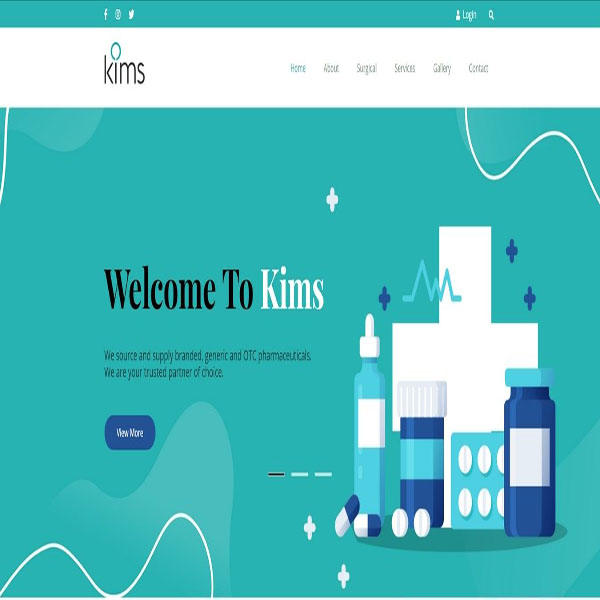 Login
kims
Home About Surgical Services Gallery Contact
Welcome To Kims
We source and supply branded, generic and OTC pharmaceuticals.
We are your trusted partner of choice.
View More